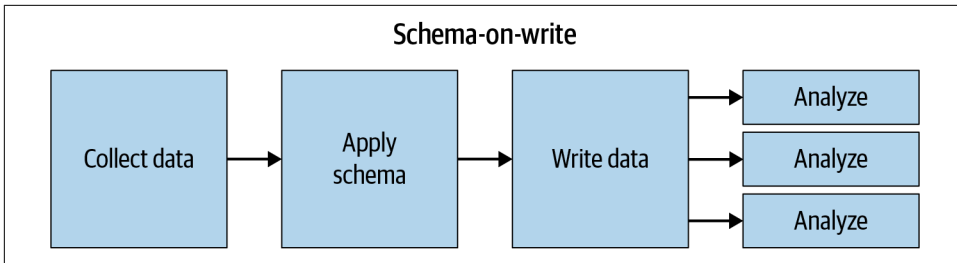 Schema-on-write
Collect data
Apply
schema
Write data
Analyze
Analyze
Analyze